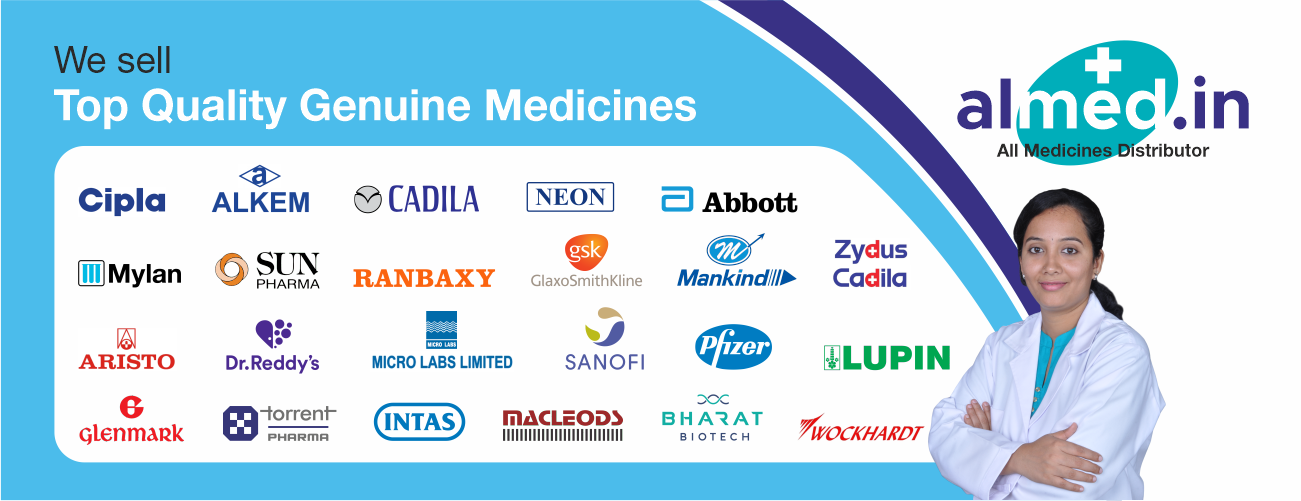 We sell
Top Quality Genuine Medicines
almed.in
All Medicines Distributor
Cipla
a
ALKEM
CADILA
NEON
a Abbott
Mylan
SUN
PHARMA
RANBAXY
gsk
GlaxoSmithKline
m
Mankind
Zydus
Cadila
A
ARISTO
Dr.Reddy's
MICRO LABS
MICRO LABS LIMITED
SANOFI
Pfizer
LUPIN
G
glenmark
torrent
PHARMA
INTAS
MACLEODS
BHARAT
BIOTECH
WOCKHARDT